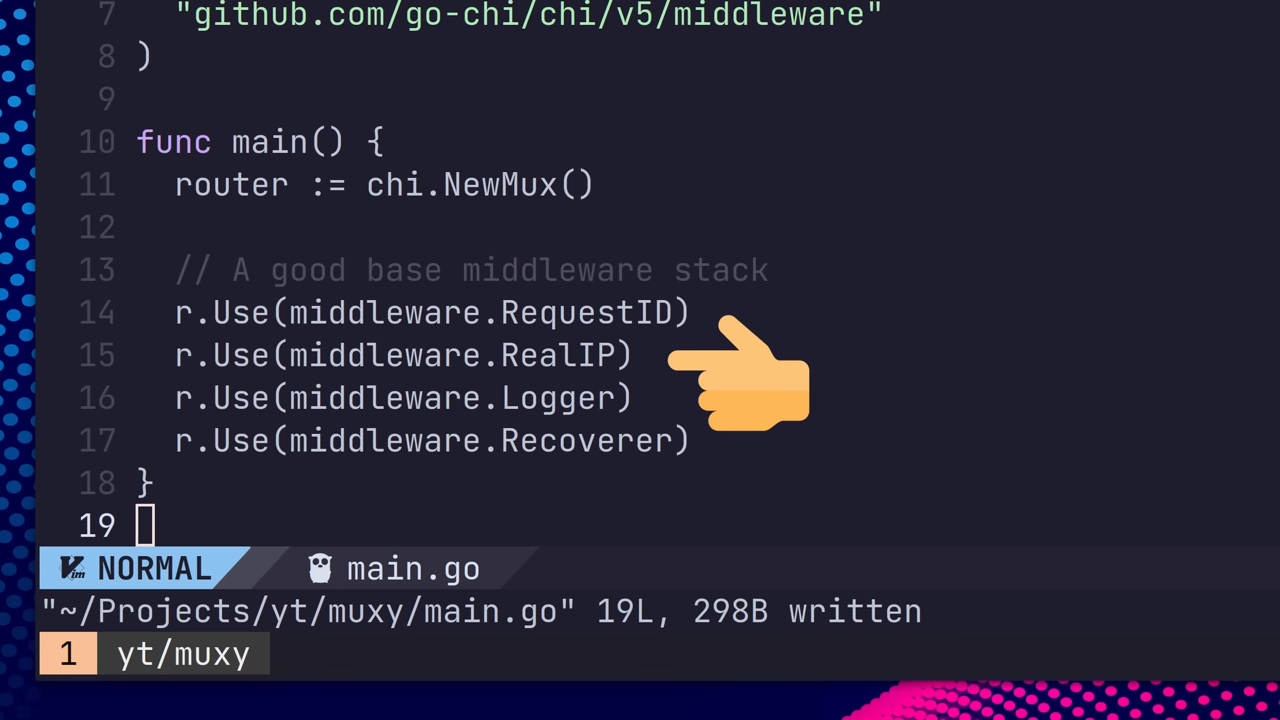 7 "github.com/go-chi/chi/v5/middleware"
8 )
9
10 func main() {
11 router := chi.NewMux()
12
13 // A good base middleware stack
14 r.Use(middleware.RequestID)
15 r.Use(middleware.RealIP)
16 r.Use(middleware.Logger)
17 r.Use(middleware.Recoverer)
18 }
19
Vim NORMAL main.go
"~/Projects/yt/muxy/main.go" 19L, 298B written
1 yt/muxy